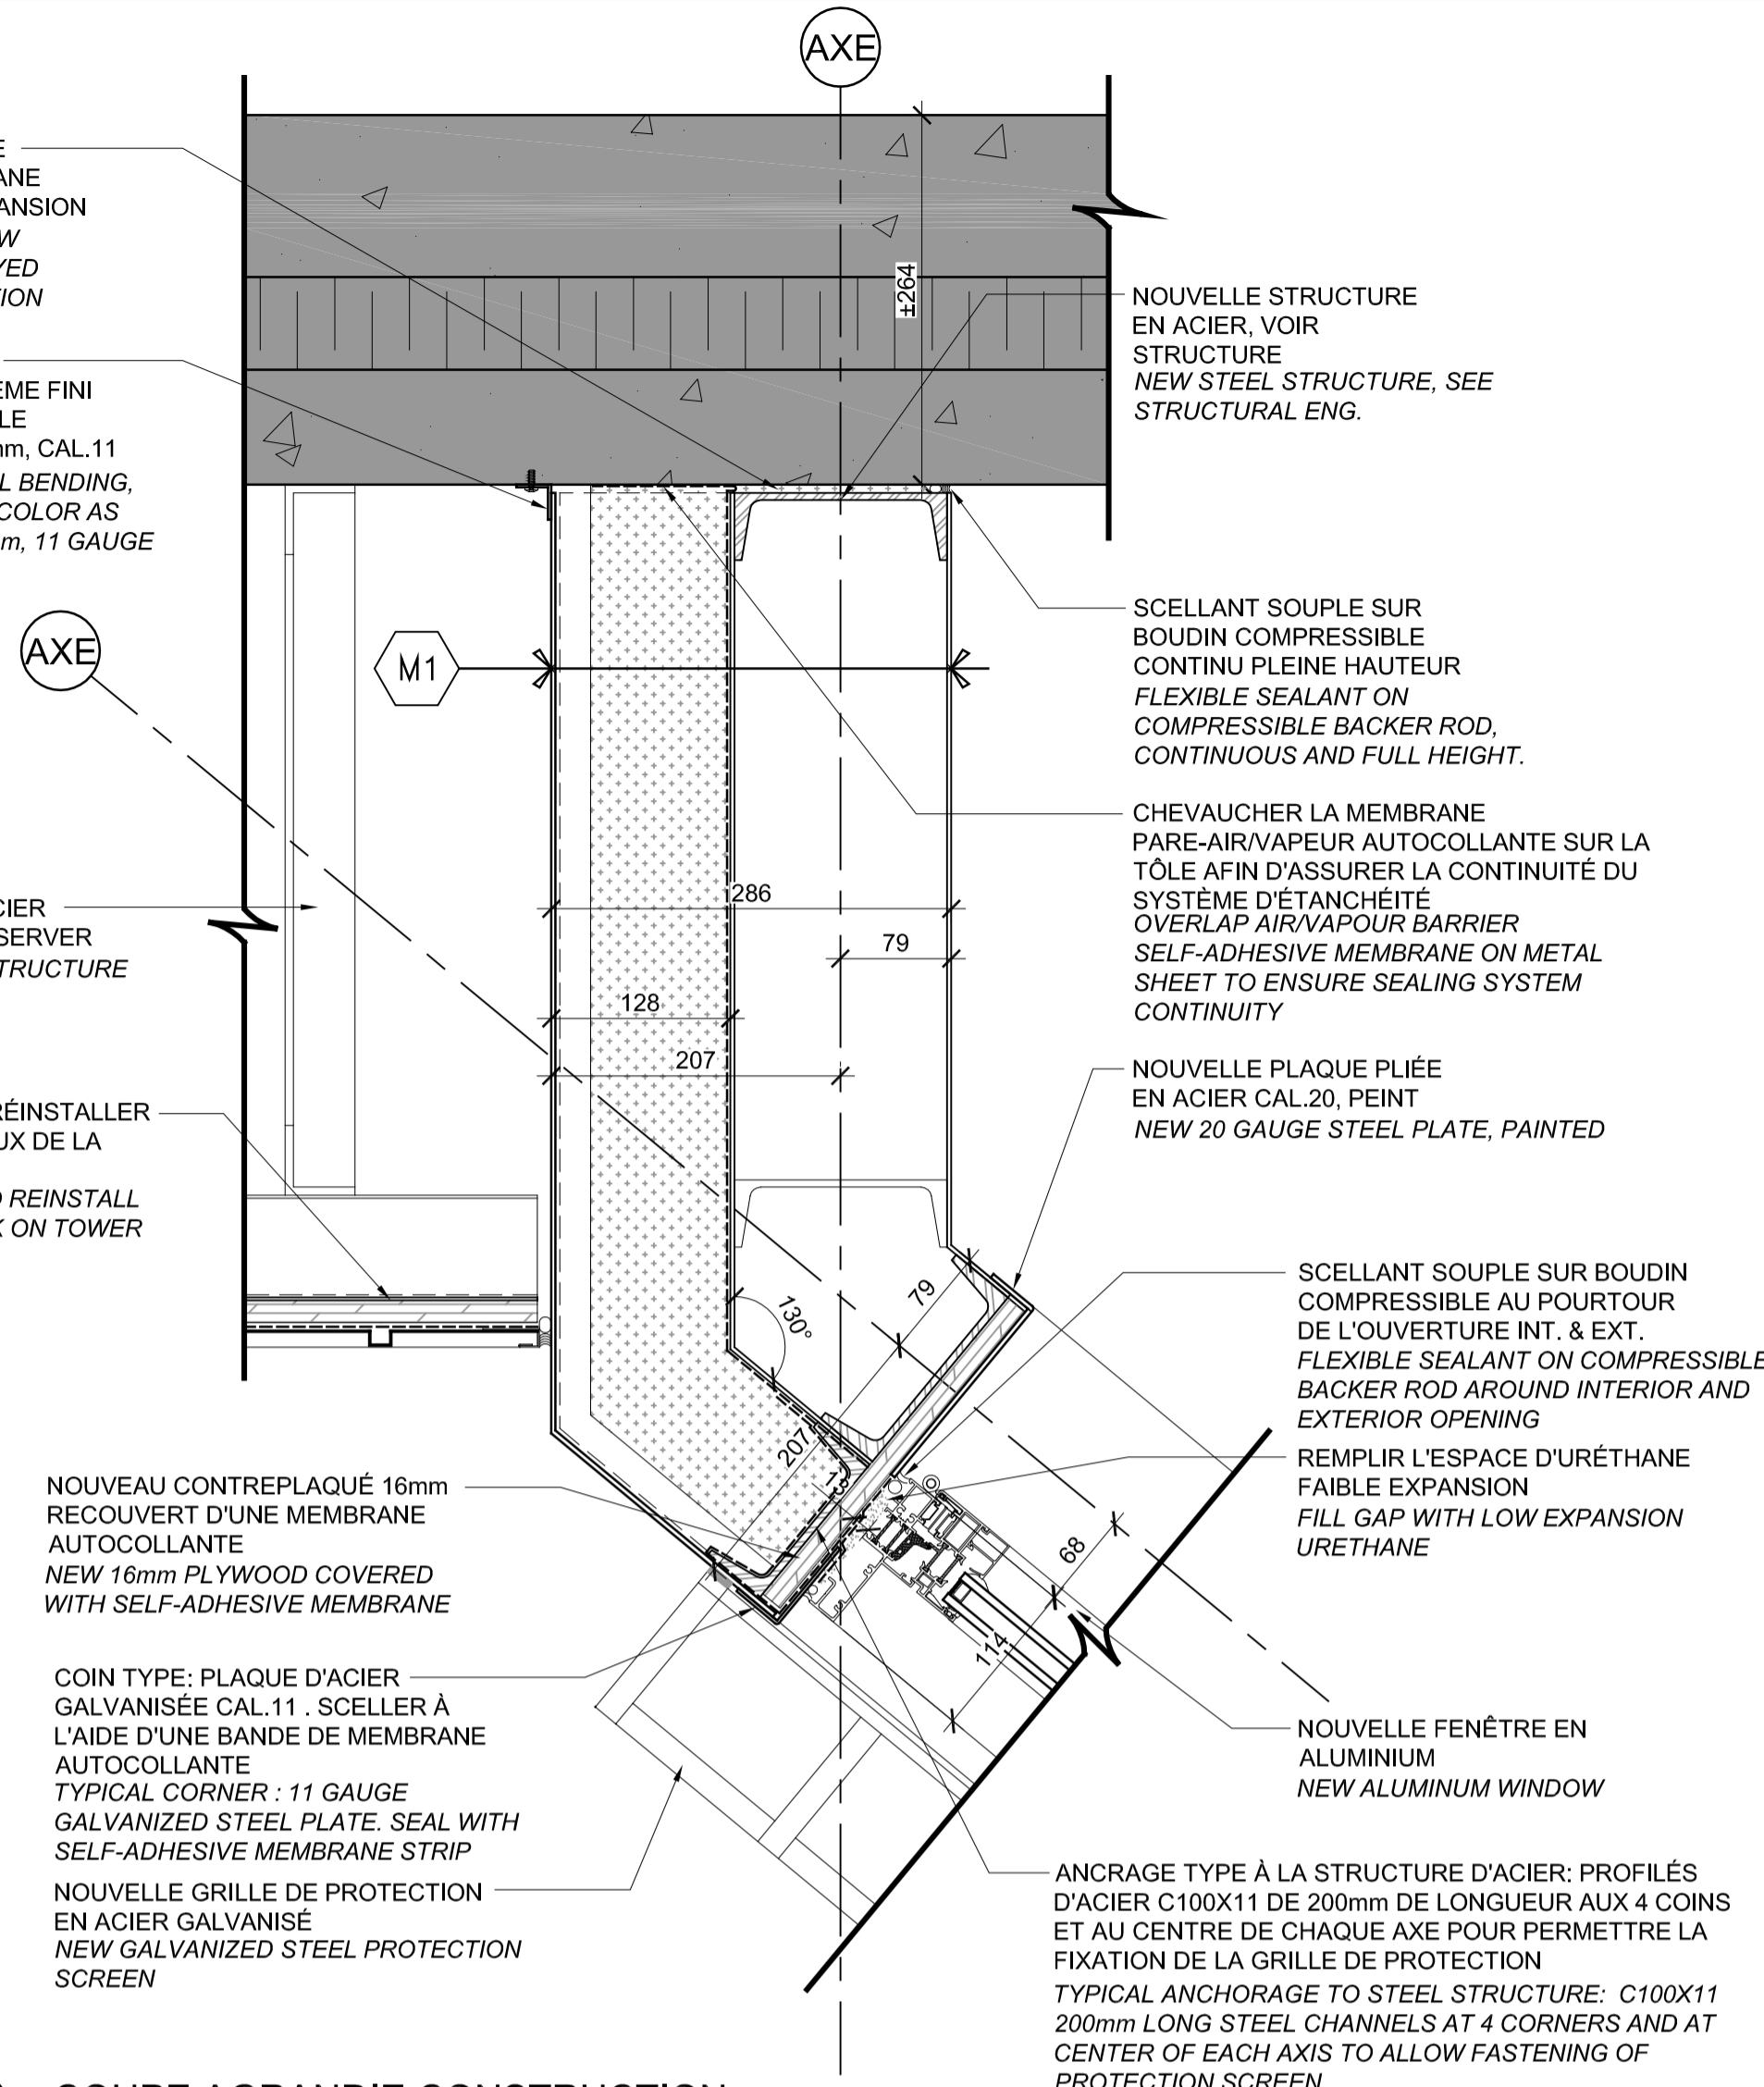 AXE
ANSION
TION
CAL.11
L BENDING,
COLOR AS
11 GAUGE
AXE
M1
SERVER
RÉINSTALLER
DE LA
REINSTALL
ON TOWER
±264
NOUVELLE STRUCTURE
EN ACIER, VOIR
STRUCTURE
NEW STEEL STRUCTURE, SEE
STRUCTURAL ENG.
SCELLANT SOUPLE SUR
BOUDIN COMPRESSIBLE
CONTINU PLEINE HAUTEUR
FLEXIBLE SEALANT ON
COMPRESSIBLE BACKER ROD,
CONTINUOUS AND FULL HEIGHT.
CHEVAUCHER LA MEMBRANE
PARE-AIR/VAPEUR AUTOCOLLANTE SUR LA
TÔLE AFIN D'ASSURER LA CONTINUITÉ DU
SYSTÈME D'ÉTANCHÉITÉ
OVERLAP AIR/VAPOUR BARRIER
SELF-ADHESIVE MEMBRANE ON METAL
SHEET TO ENSURE SEALING SYSTEM
CONTINUITY
286
79
128
207
NOUVELLE PLAQUE PLIÉE
EN ACIER CAL.20, PEINT
NEW 20 GAUGE STEEL PLATE, PAINTED
79
130°
207
13
68
114
SCELLANT SOUPLE SUR BOUDIN
COMPRESSIBLE AU POURTOUR
DE L'OUVERTURE INT. & EXT.
FLEXIBLE SEALANT ON COMPRESSIBLE
BACKER ROD AROUND INTERIOR AND
EXTERIOR OPENING
REMPLIR L'ESPACE D'URÉTHANE
FAIBLE EXPANSION
FILL GAP WITH LOW EXPANSION
URETHANE
NOUVEAU CONTREPLAQUÉ 16mm
RECOUVERT D'UNE MEMBRANE
AUTOCOLLANTE
NEW 16mm PLYWOOD COVERED
WITH SELF-ADHESIVE MEMBRANE
COIN TYPE: PLAQUE D'ACIER
GALVANISÉE CAL.11 . SCELLER À
L'AIDE D'UNE BANDE DE MEMBRANE
AUTOCOLLANTE
TYPICAL CORNER : 11 GAUGE
GALVANIZED STEEL PLATE. SEAL WITH
SELF-ADHESIVE MEMBRANE STRIP
NOUVELLE GRILLE DE PROTECTION
EN ACIER GALVANISÉ
NEW GALVANIZED STEEL PROTECTION
SCREEN
NOUVELLE FENÊTRE EN
ALUMINIUM
NEW ALUMINUM WINDOW
ANCRAGE TYPE À LA STRUCTURE D'ACIER: PROFILÉS
D'ACIER C100X11 DE 200mm DE LONGUEUR AUX 4 COINS
ET AU CENTRE DE CHAQUE AXE POUR PERMETTRE LA
FIXATION DE LA GRILLE DE PROTECTION
TYPICAL ANCHORAGE TO STEEL STRUCTURE: C100X11
200mm LONG STEEL CHANNELS AT 4 CORNERS AND AT
CENTER OF EACH AXIS TO ALLOW FASTENING OF
PROTECTION SCREEN
COUPE AGRANDIE CONSTRUCTION